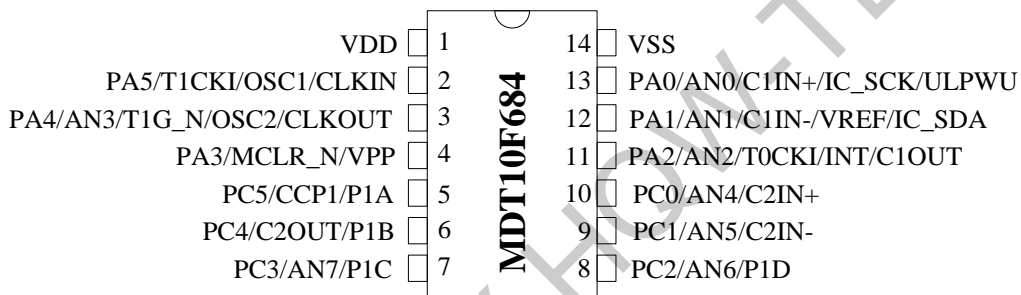 VDD 1 14 VSS
PA5/T1CKI/OSC1/CLKIN 2 13 PA0/AN0/C1IN+/IC_SCK/ULPWU
PA4/AN3/T1G_N/OSC2/CLKOUT 3 12 PA1/AN1/C1IN-/VREF/IC_SDA
PA3/MCLR_N/VPP 4 11 PA2/AN2/T0CKI/INT/C1OUT
PC5/CCP1/P1A 5 10 PC0/AN4/C2IN+
PC4/C2OUT/P1B 6 9 PC1/AN5/C2IN-
PC3/AN7/P1C 7 8 PC2/AN6/P1D
MDT10F684